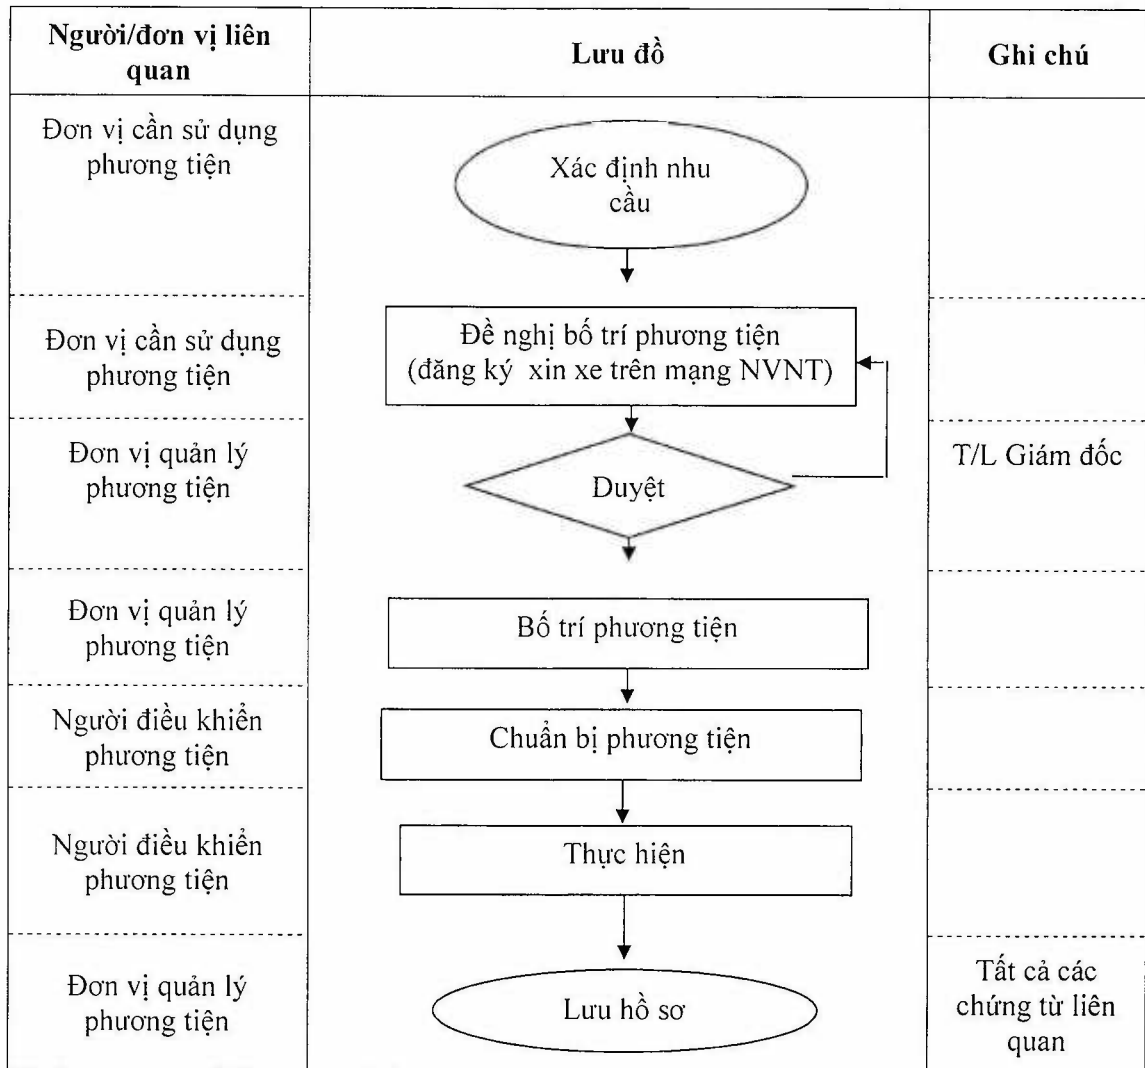 Người/đơn vị liên
quan
Lưu đồ
Ghi chú
Đơn vị cần sử dụng
phương tiện
Xác định nhu
cầu
Đơn vị cần sử dụng
phương tiện
Đề nghị bố trí phương tiện
(đăng ký xin xe trên mạng NVNT)
Đơn vị quản lý
phương tiện
Duyệt
T/L Giám đốc
Đơn vị quản lý
phương tiện
Bố trí phương tiện
Người điều khiển
phương tiện
Chuẩn bị phương tiện
Người điều khiển
phương tiện
Thực hiện
Đơn vị quản lý
phương tiện
Lưu hồ sơ
Tất cả các
chứng từ liên
quan